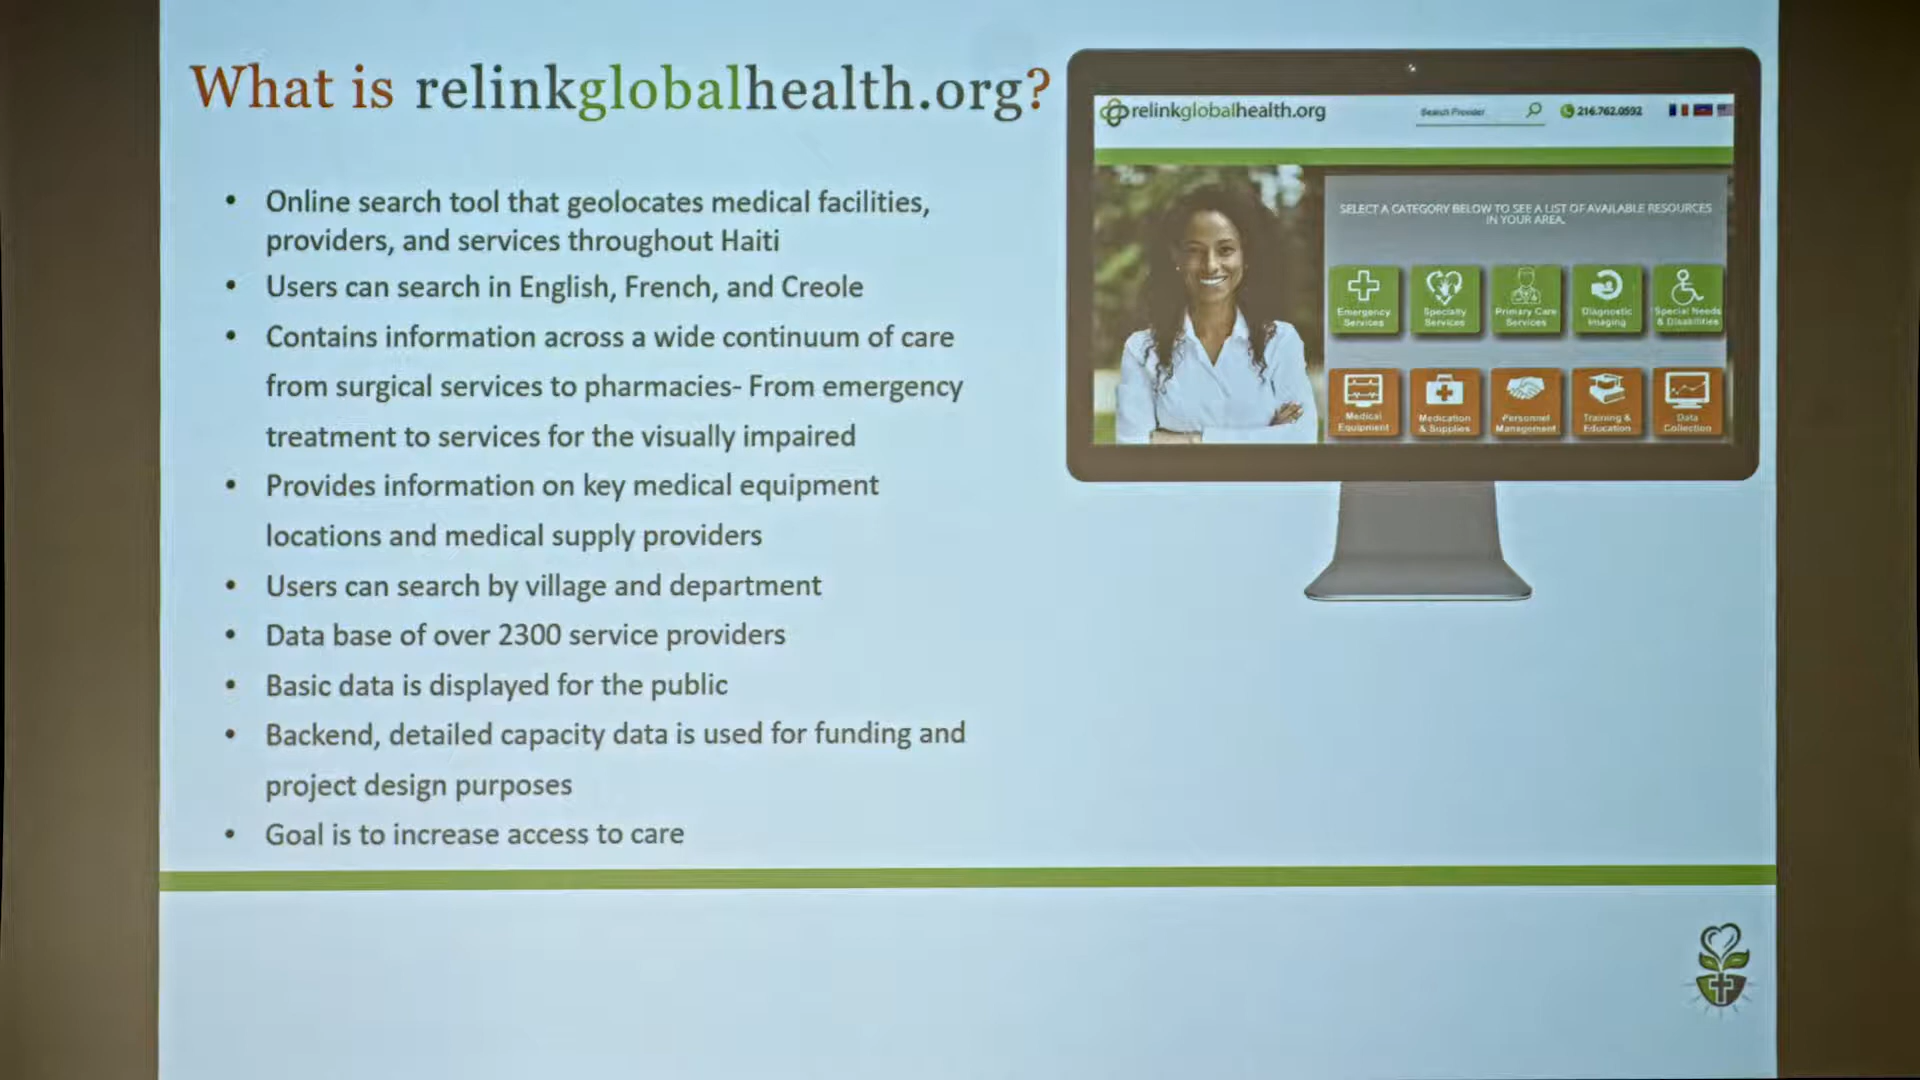 What is relinkglobalhealth.org?
• Online search tool that geolocates medical facilities,
providers, and services throughout Haiti
• Users can search in English, French, and Creole
• Contains information across a wide continuum of care
from surgical services to pharmacies- From emergency
treatment to services for the visually impaired
• Provides information on key medical equipment
locations and medical supply providers
• Users can search by village and department
• Data base of over 2300 service providers
• Basic data is displayed for the public
• Backend, detailed capacity data is used for funding and
project design purposes
• Goal is to increase access to care
relinkglobalhealth.org
Search Provider
216.762.0592
SELECT A CATEGORY BELOW TO SEE A LIST OF AVAILABLE RESOURCES
IN YOUR AREA.
Emergency
Services
Specialty
Services
Primary Care
Services
Diagnostic
Imaging
Special Needs
& Disabilities
Medical
Equipment
Medication
& Supplies
Personnel
Management
Training &
Education
Data
Collection